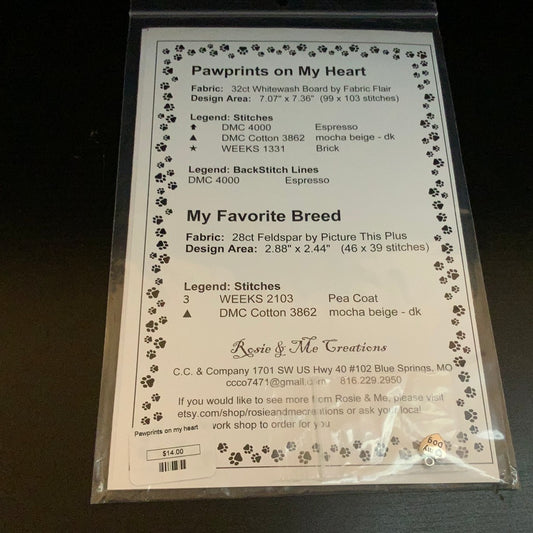 Pawprints on My Heart
Fabric: 32ct Whitewash Board by Fabric Flair
Design Area: 7.07" x 7.36" (99 x 103 stitches)
Legend: Stitches
DMC 4000 Espresso
▲ DMC Cotton 3862 mocha beige - dk
★ WEEKS 1331 Brick
Legend: BackStitch Lines
DMC 4000 Espresso
My Favorite Breed
Fabric: 28ct Feldspar by Picture This Plus
Design Area: 2.88" x 2.44" (46 x 39 stitches)
Legend: Stitches
3 WEEKS 2103 Pea Coat
▲ DMC Cotton 3862 mocha beige - dk
Rosie & Me Creations
C.C. & Company 1701 SW US Hwy 40 #102 Blue Springs, MO
ccco7471@gmail.com 816.229.2950
If you would like to see more from Rosie & Me, please visit
etsy.com/shop/rosieandmecreations or ask your local
work shop to order for you
Pawprints on my heart
$14.00